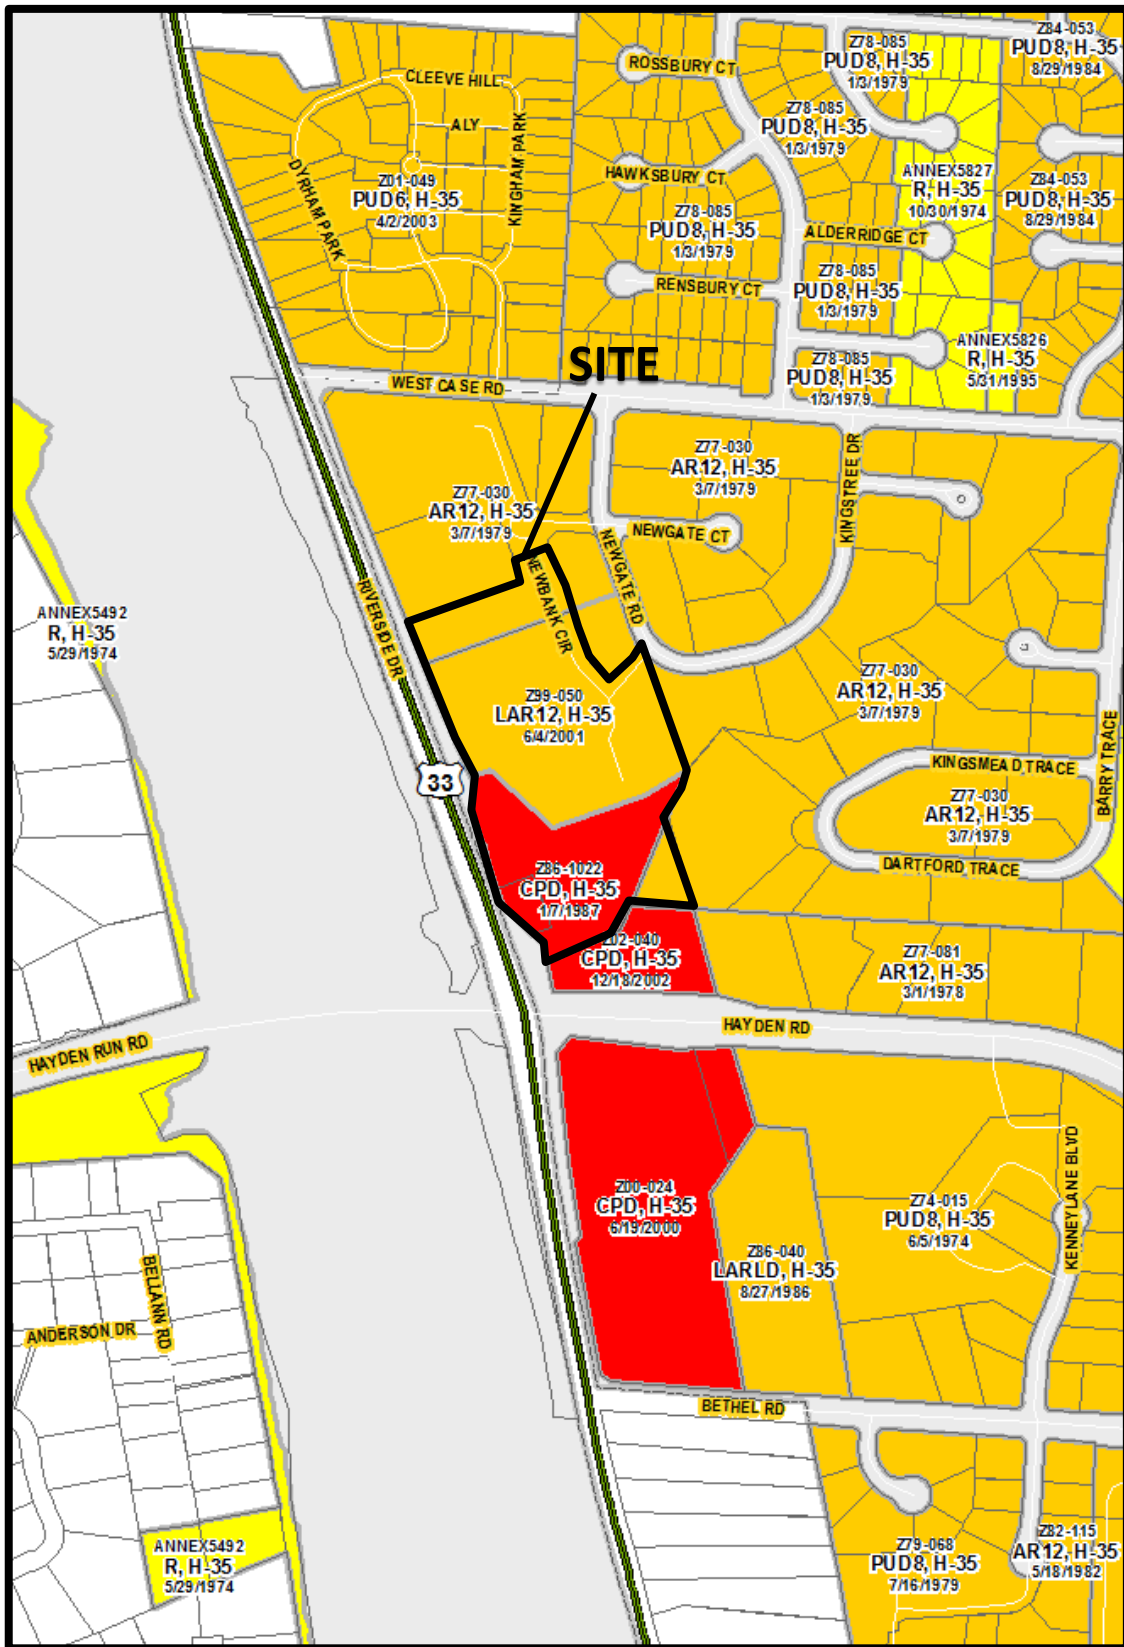 Z84-053
PUD8, H-35
8/29/1984
Z78-085
PUD8, H-35
1/3/1979
ROSSBURY CT
CLEEVE HILL
ALY
KINGHAM PARK
DYRHAM PARK
Z01-049
PUD6, H-35
4/2/2003
Z78-085
PUD8, H-35
1/3/1979
HAWKSBURY CT
ANNEX5827
R, H-35
10/30/1974
Z84-053
PUD8, H-35
8/29/1984
Z78-085
PUD8, H-35
1/3/1979
ALDERRIDGE CT
RENSBURY CT
Z78-085
PUD8, H-35
1/3/1979
ANNEX5826
R, H-35
5/31/1995
Z78-085
PUD8, H-35
1/3/1979
SITE
WEST CASE RD
Z77-030
AR12, H-35
3/7/1979
KINGSTREE DR
Z77-030
AR12, H-35
3/7/1979
NEWGATE CT
NEWGATE RD
NEWBANK CIR
RIVERSIDE DR
ANNEX5492
R, H-35
5/29/1974
Z77-030
AR12, H-35
3/7/1979
Z99-050
LAR12, H-35
6/4/2001
BARRY TRACE
KINGSMEAD TRACE
33
Z77-030
AR12, H-35
3/7/1979
DARTFORD TRACE
Z86-1022
CPD, H-35
1/7/1987
Z02-040
CPD, H-35
12/18/2002
Z77-081
AR12, H-35
3/1/1978
HAYDEN RD
HAYDEN RUN RD
KENNEYLANE BLVD
Z00-024
CPD, H-35
6/19/2000
Z74-015
PUD8, H-35
6/5/1974
Z86-040
LARLD, H-35
8/27/1986
BELLANN RD
ANDERSON DR
BETHEL RD
ANNEX5492
R, H-35
5/29/1974
Z79-068
PUD8, H-35
7/16/1979
Z82-115
AR12, H-35
5/18/1982